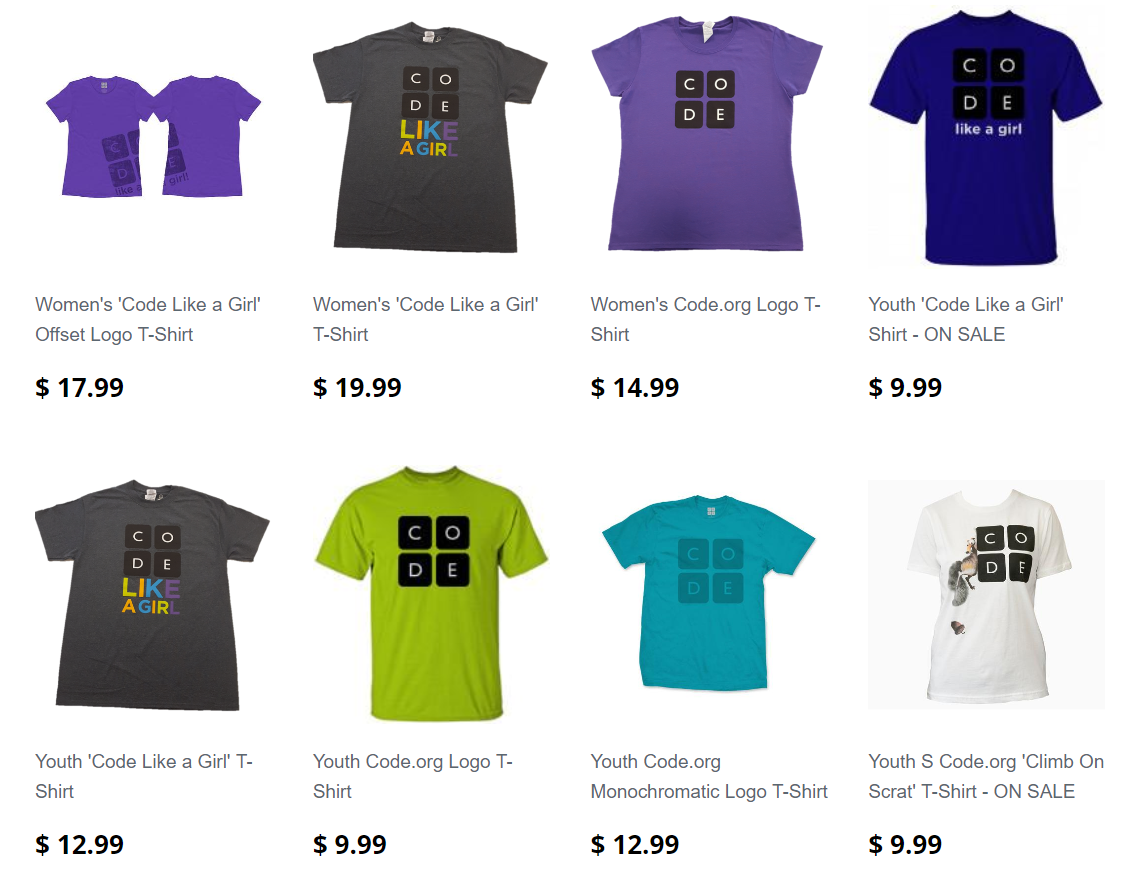 C O
D E
like a girl!
C O
D E
LIKE
A GIRL
C O
D E
C O
D E
like a girl
Women's 'Code Like a Girl'
Offset Logo T-Shirt
$ 17.99
Women's 'Code Like a Girl'
T-Shirt
$ 19.99
Women's Code.org Logo T-
Shirt
$ 14.99
Youth 'Code Like a Girl'
Shirt - ON SALE
$ 9.99
C O
D E
LIKE
A GIRL
C O
D E
C O
D E
C O
D E
Youth 'Code Like a Girl' T-
Shirt
$ 12.99
Youth Code.org Logo T-
Shirt
$ 9.99
Youth Code.org
Monochromatic Logo T-Shirt
$ 12.99
Youth S Code.org 'Climb On
Scrat' T-Shirt - ON SALE
$ 9.99